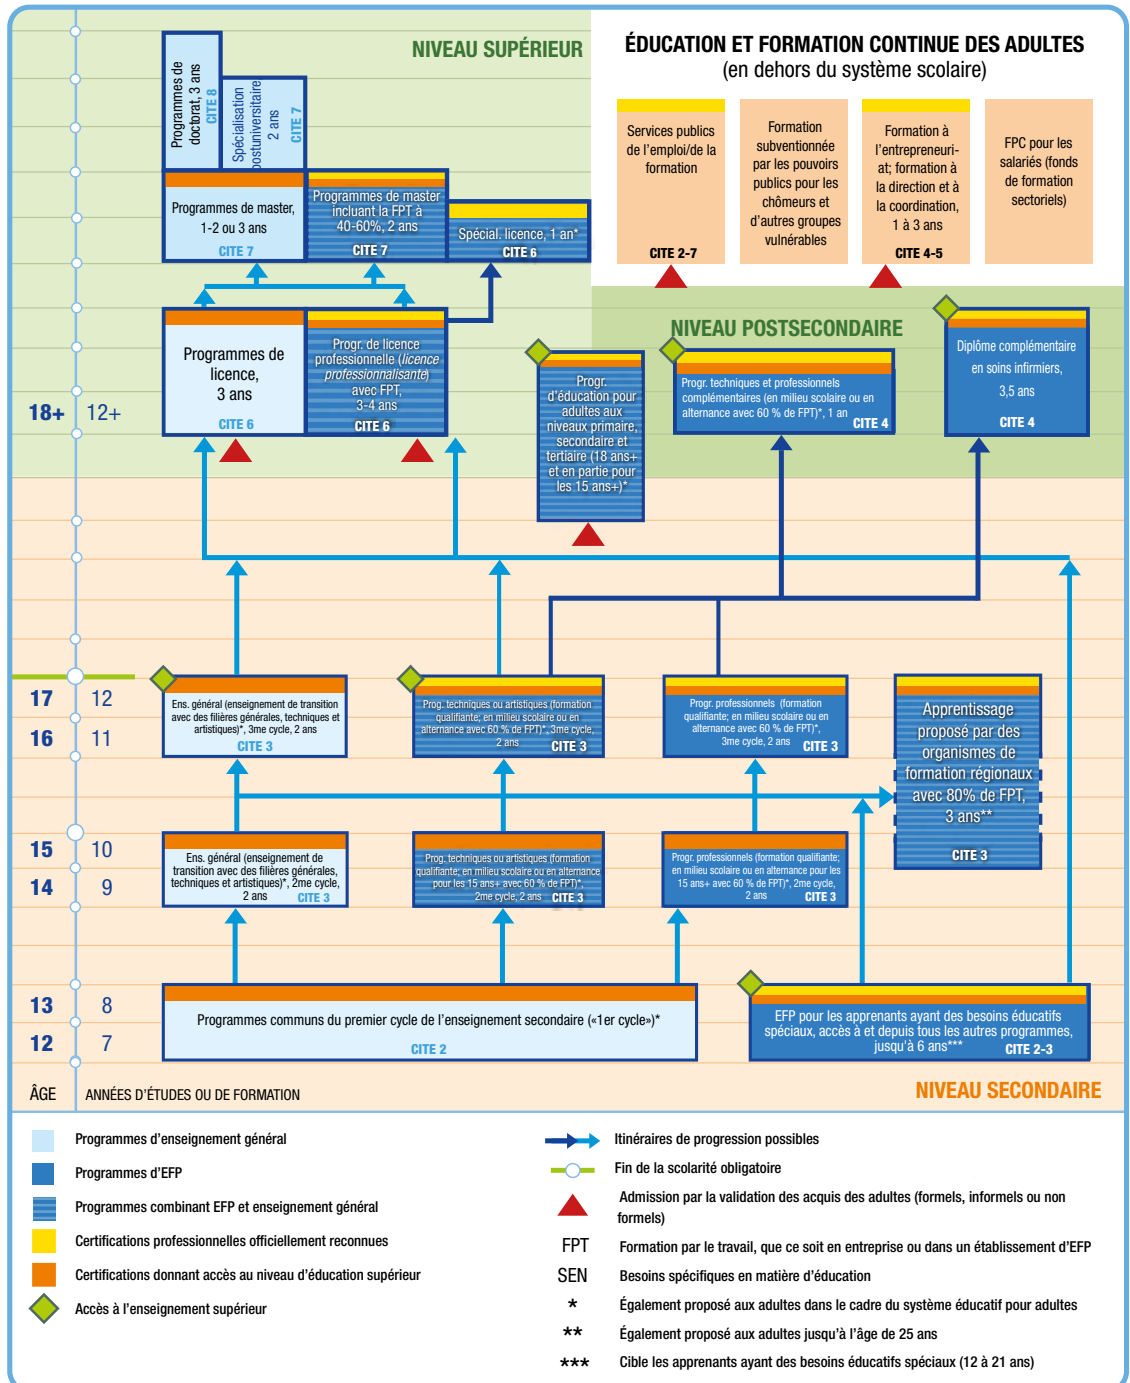 NIVEAU SUPÉRIEUR
ÉDUCATION ET FORMATION CONTINUE DES ADULTES
(en dehors du système scolaire)
Programmes de
doctorat, 3 ans
CITE 8
Spécialisation
postuniversitaire
2 ans
CITE 7
Services publics
de l'emploi/de la
formation
CITE 2-7
Formation
subventionnée
par les pouvoirs
publics pour les
chômeurs et
d'autres groupes
vulnérables
Formation à
l'entrepreneuri-
at; formation à
la direction et à
la coordination,
1 à 3 ans
CITE 4-5
FPC pour les
salariés (fonds
de formation
sectoriels)
Programmes de master,
1-2 ou 3 ans
CITE 7
Programmes de master
incluant la FPT à
40-60%, 2 ans
CITE 7
Spécial. licence, 1 an*
CITE 6
NIVEAU POSTSECONDAIRE
Programmes de
licence,
3 ans
CITE 6
Progr. de licence
professionnelle (licence
professionnalisante)
avec FPT,
3-4 ans
CITE 6
Progr.
d'éducation pour
adultes aux
niveaux primaire,
secondaire et
tertiaire (18 ans+
et en partie pour
les 15 ans+)*
Progr. techniques et professionnels
complémentaires (en milieu scolaire ou en
alternance avec 60 % de FPT)*, 1 an
CITE 4
Diplôme complémentaire
en soins infirmiers,
3,5 ans
CITE 4
18+ 12+
17 12
16 11
Ens. général (enseignement de transition
avec des filières générales, techniques et
artistiques)*, 3me cycle, 2 ans
CITE 3
Prog. techniques ou artistiques (formation
qualifiante; en milieu scolaire ou en
alternance avec 60 % de FPT)*, 3me cycle,
2 ans CITE 3
Progr. professionnels (formation
qualifiante; en milieu scolaire ou en
alternance avec 60 % de FPT)*,
3me cycle, 2 ans CITE 3
Apprentissage
proposé par des
organismes de
formation régionaux
avec 80% de FPT,
3 ans**
CITE 3
15 10
14 9
Ens. général (enseignement de
transition avec des filières générales,
techniques et artistiques)*, 2me cycle,
2 ans CITE 3
Prog. techniques ou artistiques (formation
qualifiante; en milieu scolaire ou en alternance
pour les 15 ans+ avec 60 % de FPT)*,
2me cycle, 2 ans CITE 3
Progr. professionnels (formation qualifiante;
en milieu scolaire ou en alternance pour les
15 ans+ avec 60 % de FPT)*, 2me cycle,
2 ans CITE 3
13 8
12 7
Programmes communs du premier cycle de l'enseignement secondaire («1er cycle»)*
CITE 2
EFP pour les apprenants ayant des besoins éducatifs
spéciaux, accès à et depuis tous les autres programmes,
jusqu'à 6 ans*** CITE 2-3
ÂGE ANNÉES D'ÉTUDES OU DE FORMATION
NIVEAU SECONDAIRE
Programmes d'enseignement général
Programmes d'EFP
Programmes combinant EFP et enseignement général
Certifications professionnelles officiellement reconnues
Certifications donnant accès au niveau d'éducation supérieur
Accès à l'enseignement supérieur
Itinéraires de progression possibles
Fin de la scolarité obligatoire
Admission par la validation des acquis des adultes (formels, informels ou non
formels)
FPT Formation par le travail, que ce soit en entreprise ou dans un établissement d'EFP
SEN Besoins spécifiques en matière d'éducation
* Également proposé aux adultes dans le cadre du système éducatif pour adultes
** Également proposé aux adultes jusqu'à l'âge de 25 ans
*** Cible les apprenants ayant des besoins éducatifs spéciaux (12 à 21 ans)